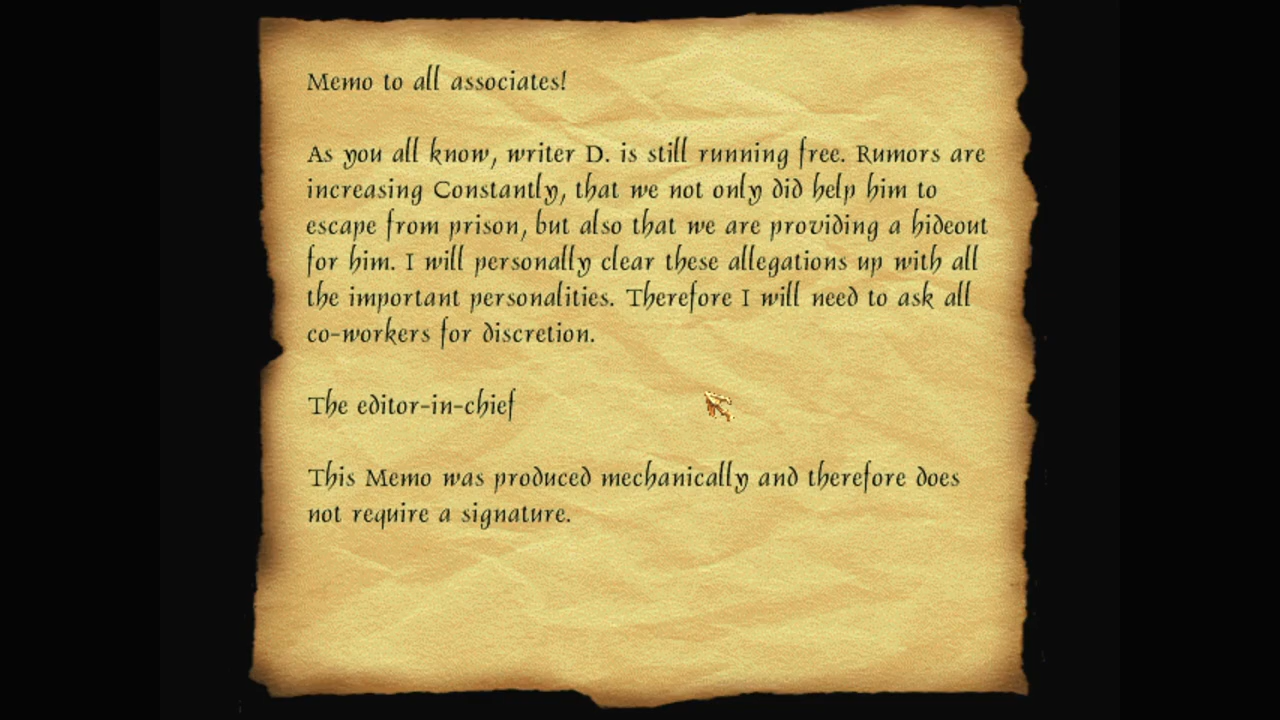 Memo to all associates!
As you all know, writer D. is still running free. Rumors are
increasing Constantly, that we not only did help him to
escape from prison, but also that we are providing a hideout
for him. I will personally clear these allegations up with all
the important personalities. Therefore I will need to ask all
co-workers for discretion.
The editor-in-chief
This Memo was produced mechanically and therefore does
not require a signature.